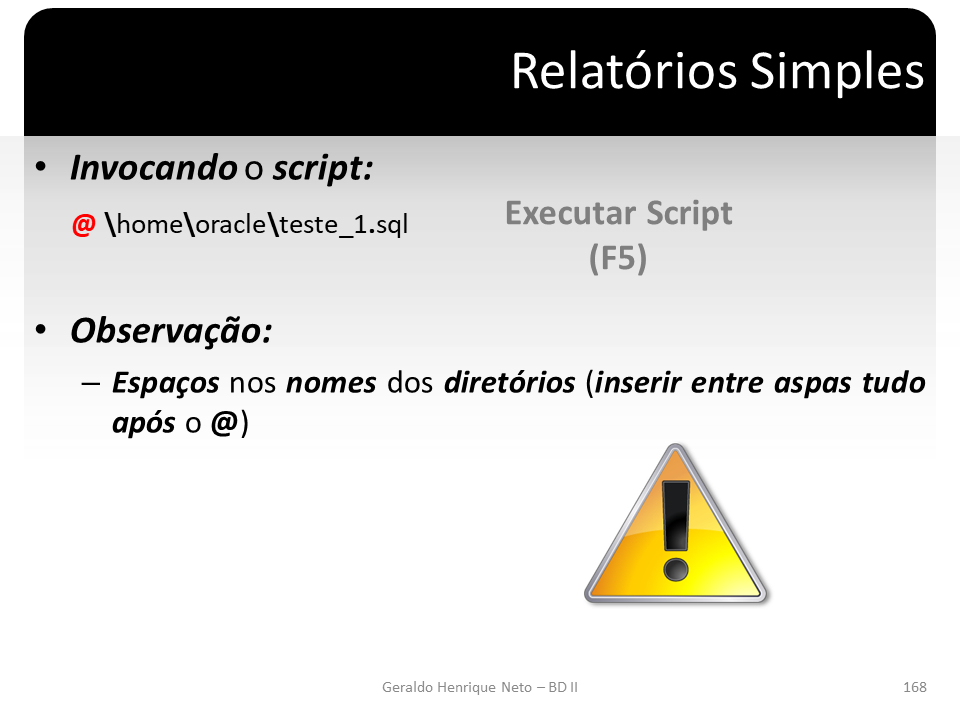 Relatórios Simples
• Invocando o script:
@ \home\oracle\teste_1.sql
Executar Script
(F5)
• Observação:
– Espaços nos nomes dos diretórios (inserir entre aspas tudo
após o @)
Geraldo Henrique Neto – BD II
168